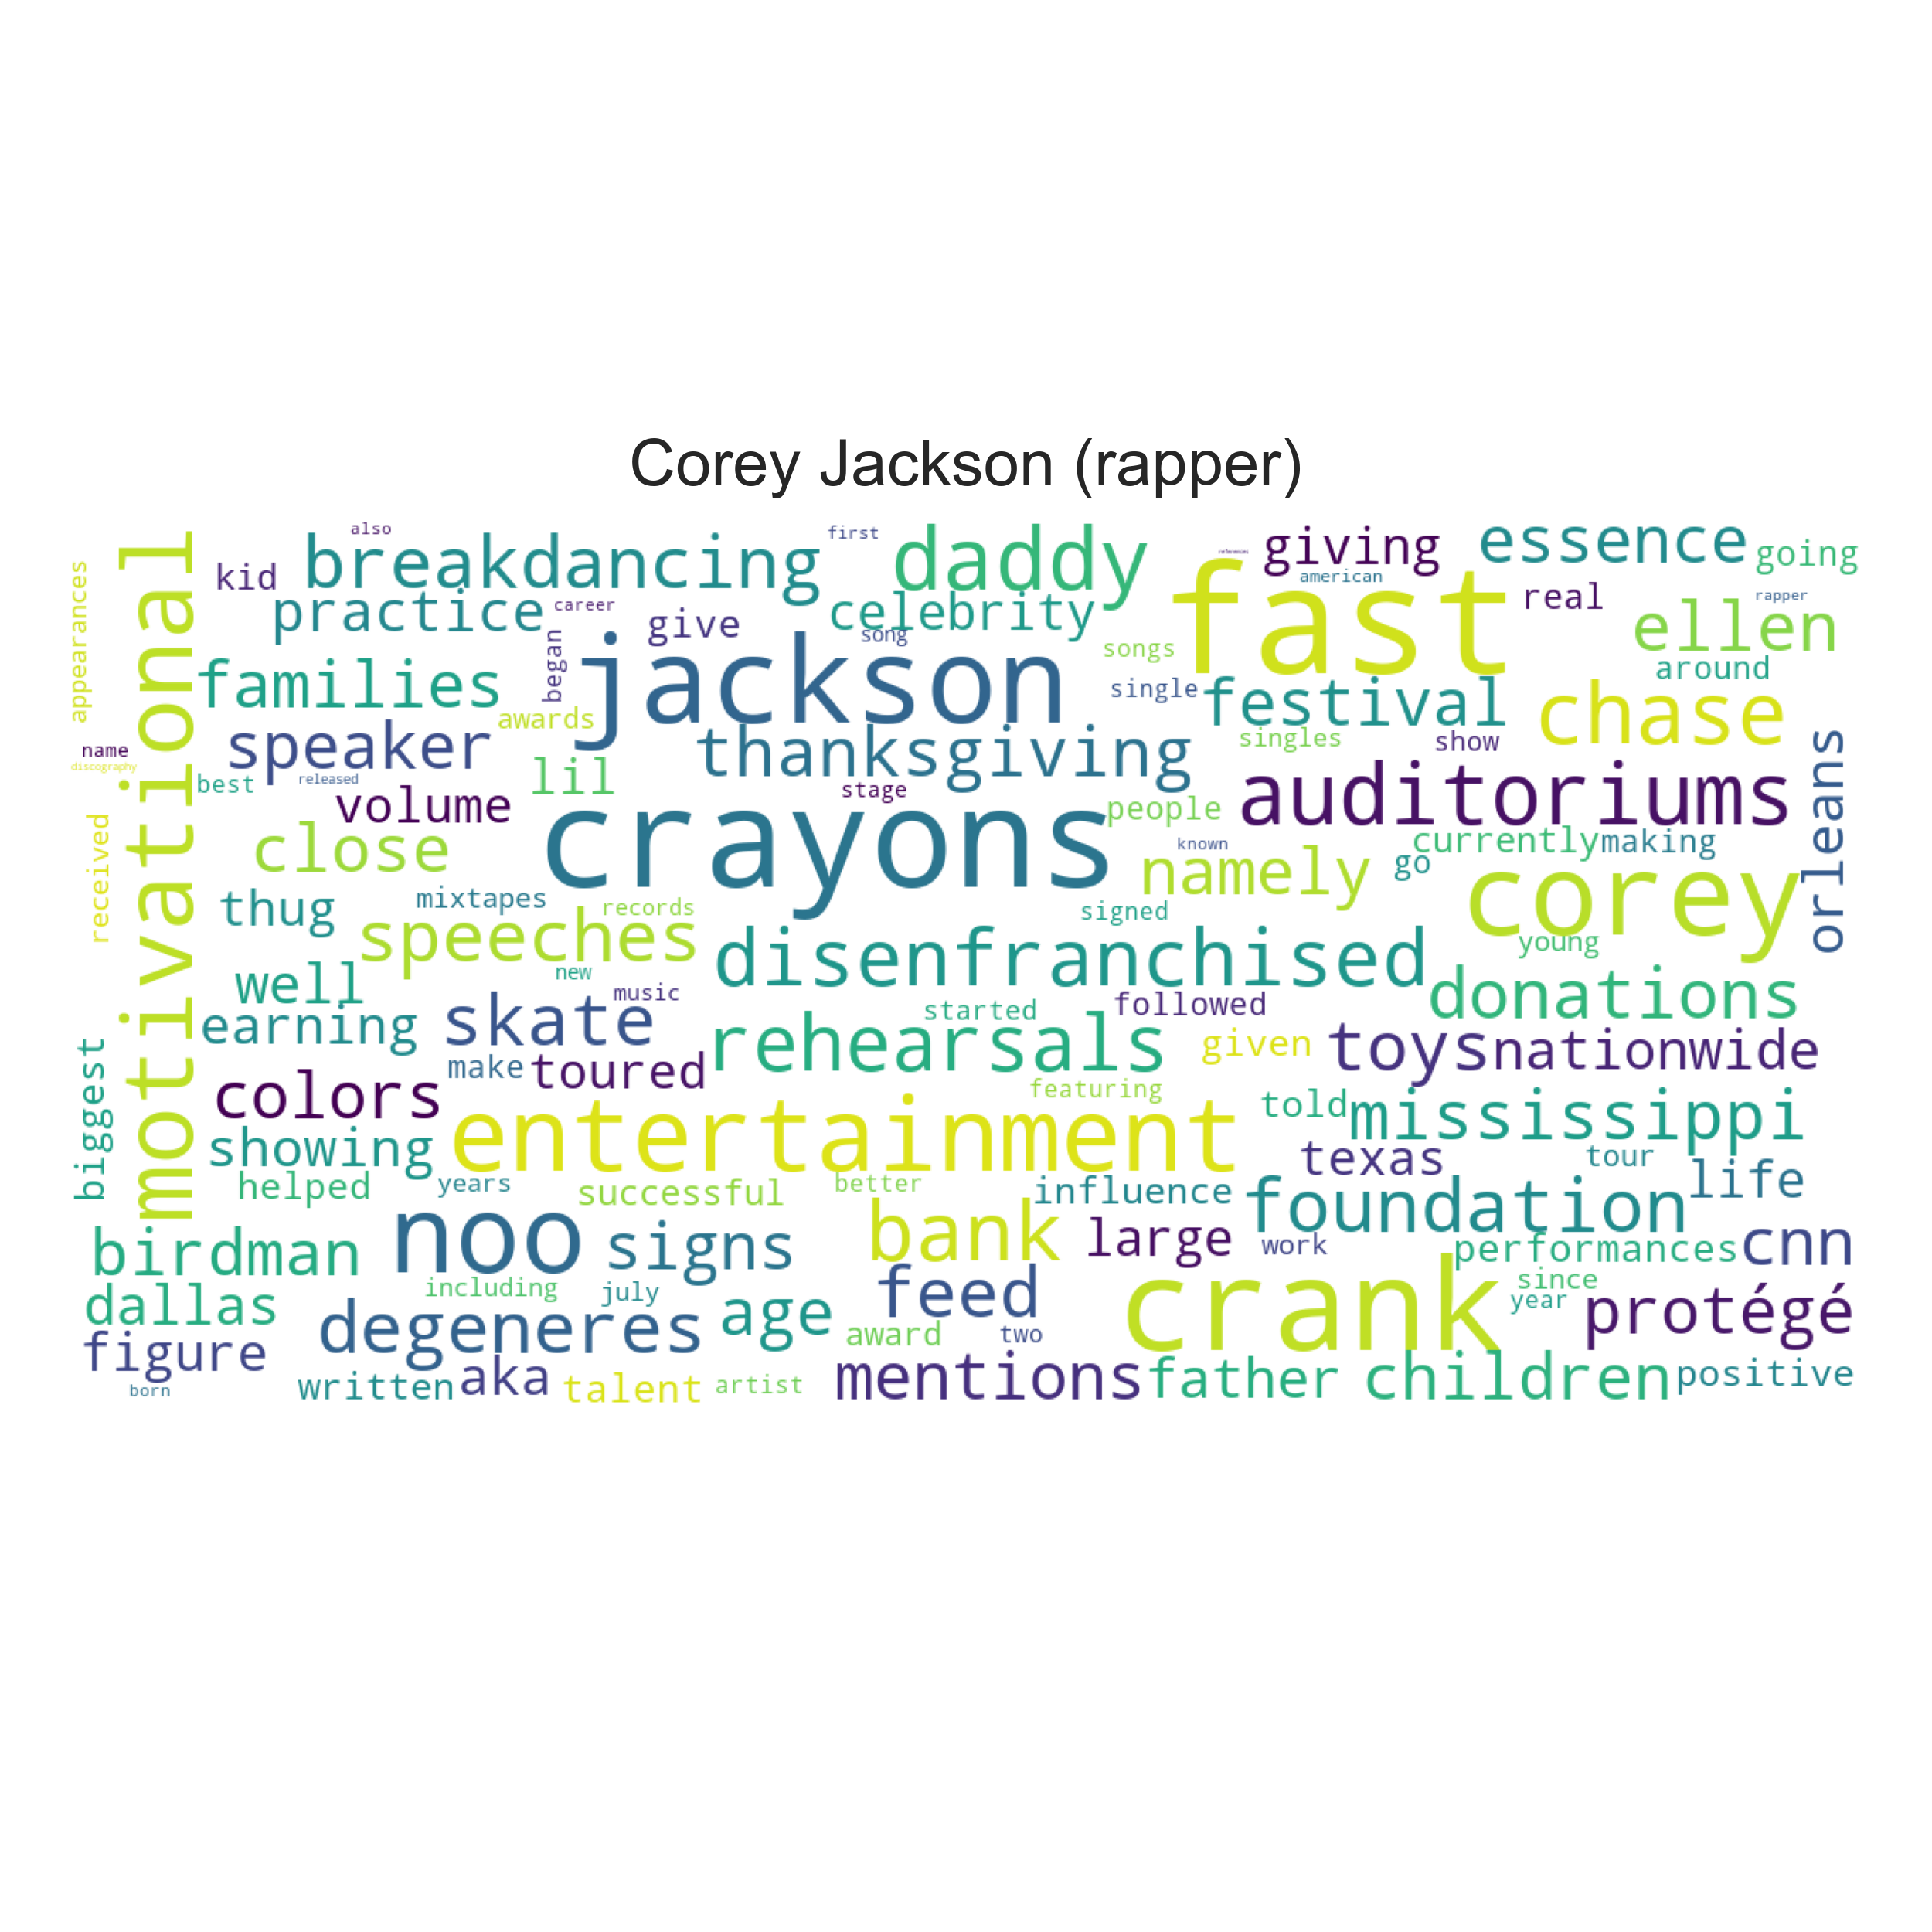 Corey Jackson (rapper)
also
first
breakdancing
daddy
giving
essence
going
references
fast
american
kid
appearances
motivational
practice
career
give
celebrity
song
real
rapper
ellen
around
began
jackson
songs
families
single
festival
chase
awards
speaker
thanksgiving
singles
show
orleans
name
discography
best
released
lil
stage
auditoriums
volume
crayons
people
received
close
known
currently
making
namely
go
corey
thug
mixtapes
records
signed
speeches
disenfranchised
young
well
new
music
skate
started
followed
donations
earning
rehearsals
given
toys
nationwide
biggest
make
toured
colors
featuring
told
mississippi
entertainment
showing
texas
tour
life
helped
years
successful
better
influence
foundation
birdman
noo
signs
bank
large
work
performances
cnn
dallas
including
july
feed
crank
since
year
protégé
degeneres
age
figure
award
two
born
written
aka
talent
artist
mentions
father
children
positive